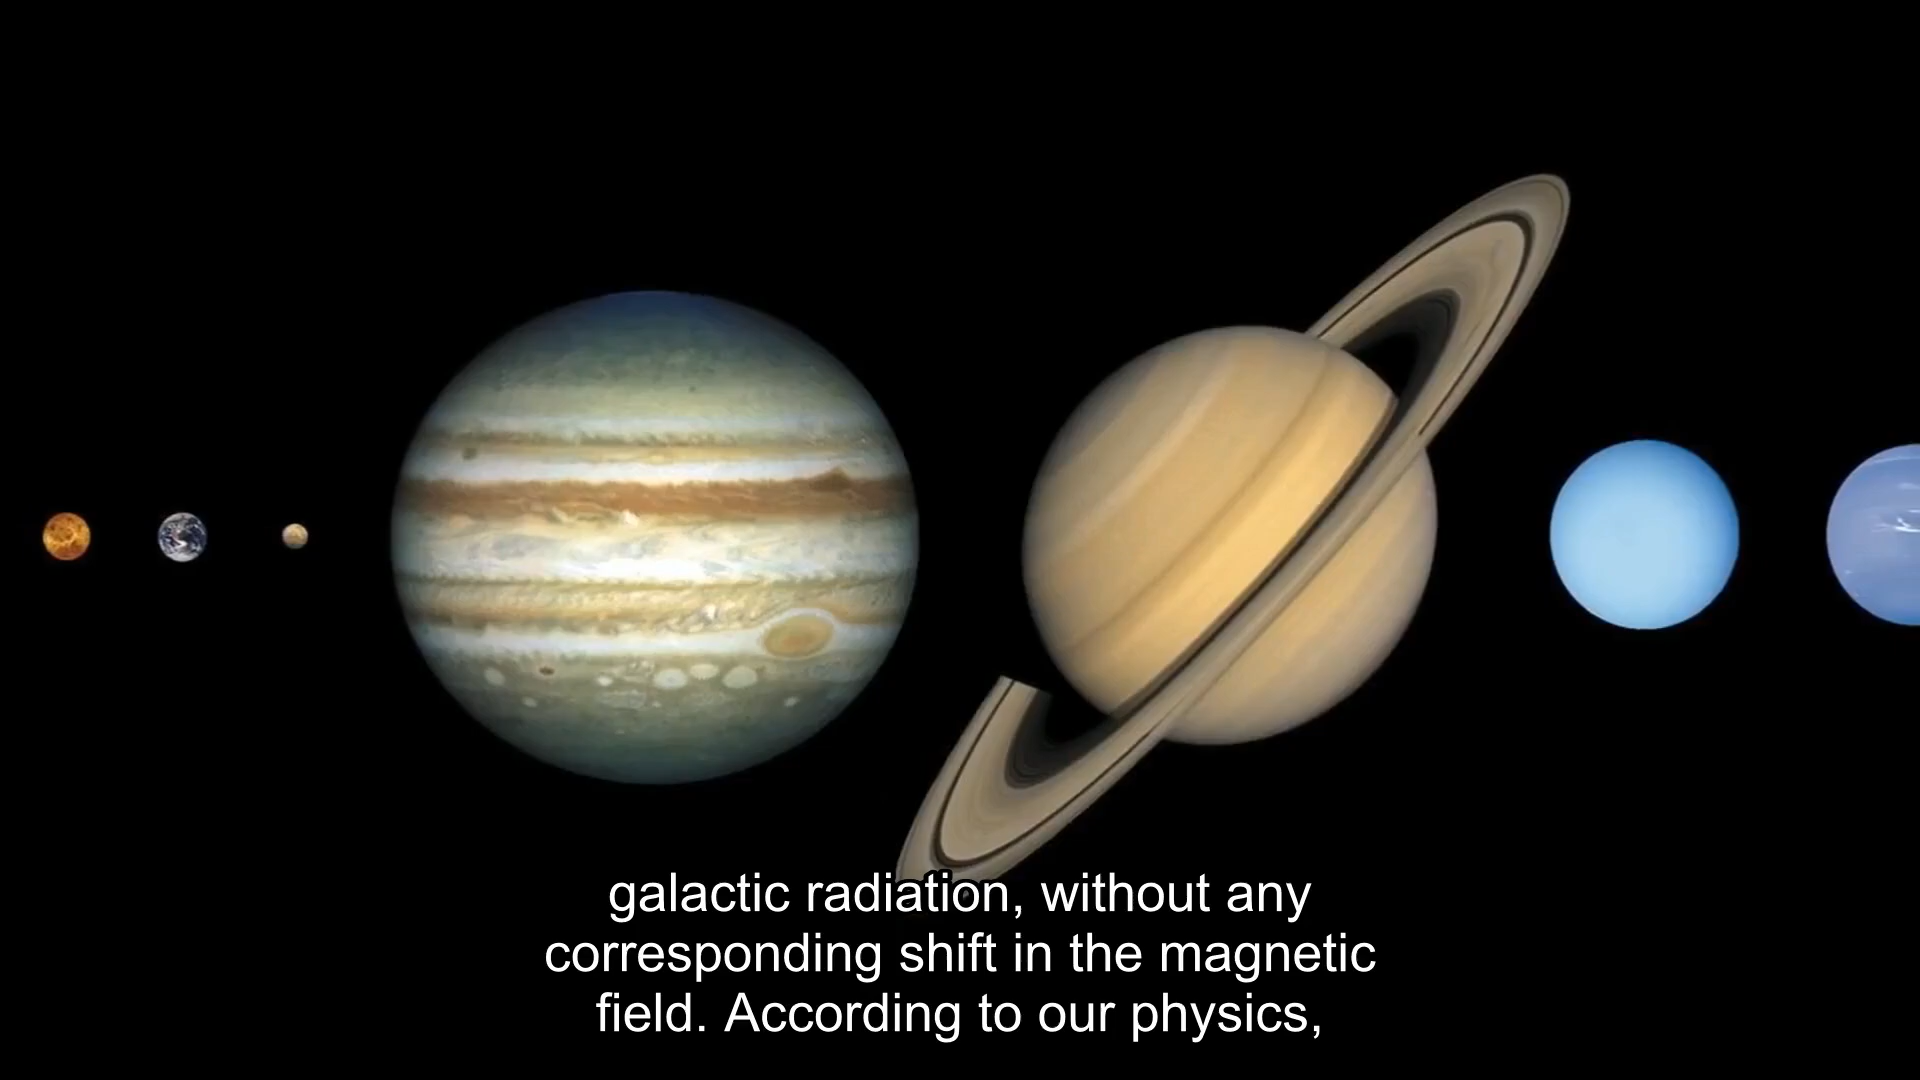 galactic radiation, without any
corresponding shift in the magnetic
field. According to our physics,